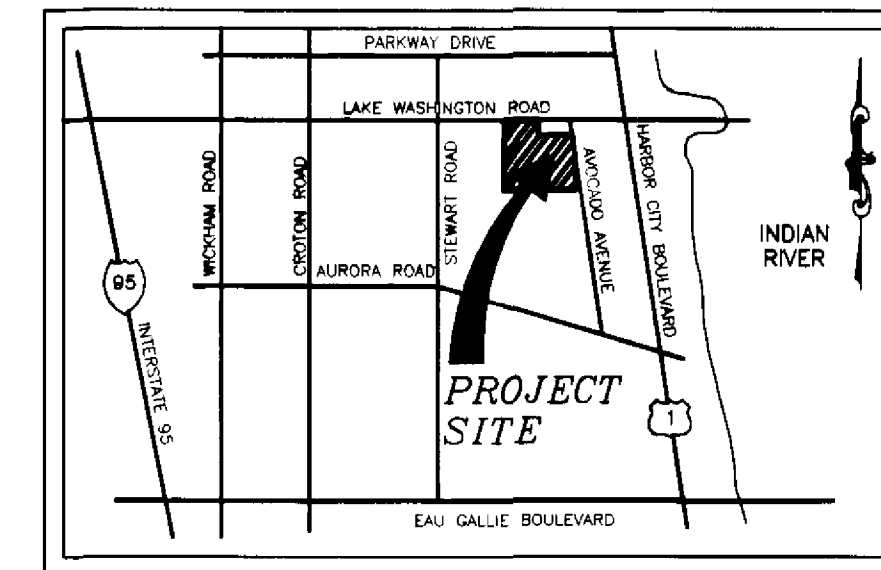 PARKWAY DRIVE
LAKE WASHINGTON ROAD
WICKHAM ROAD
CROTON ROAD
STEWART ROAD
AVOCADO AVENUE
HARBOR CITY BOULEVARD
INDIAN
RIVER
AURORA ROAD
95
INTERSTATE 95
PROJECT
SITE
1
EAU GALLIE BOULEVARD